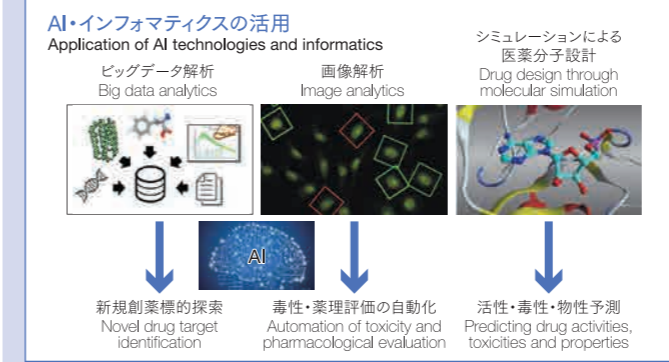 AI・インフォマティクスの活用
Application of AI technologies and informatics
ビッグデータ解析
Big data analytics
画像解析
Image analytics
シミュレーションによる
医薬分子設計
Drug design through
molecular simulation
AI
新規創薬標的探索
Novel drug target
identification
毒性・薬理評価の自動化
Automation of toxicity and
pharmacological evaluation
活性・毒性・物性予測
Predicting drug activities,
toxicities and properties